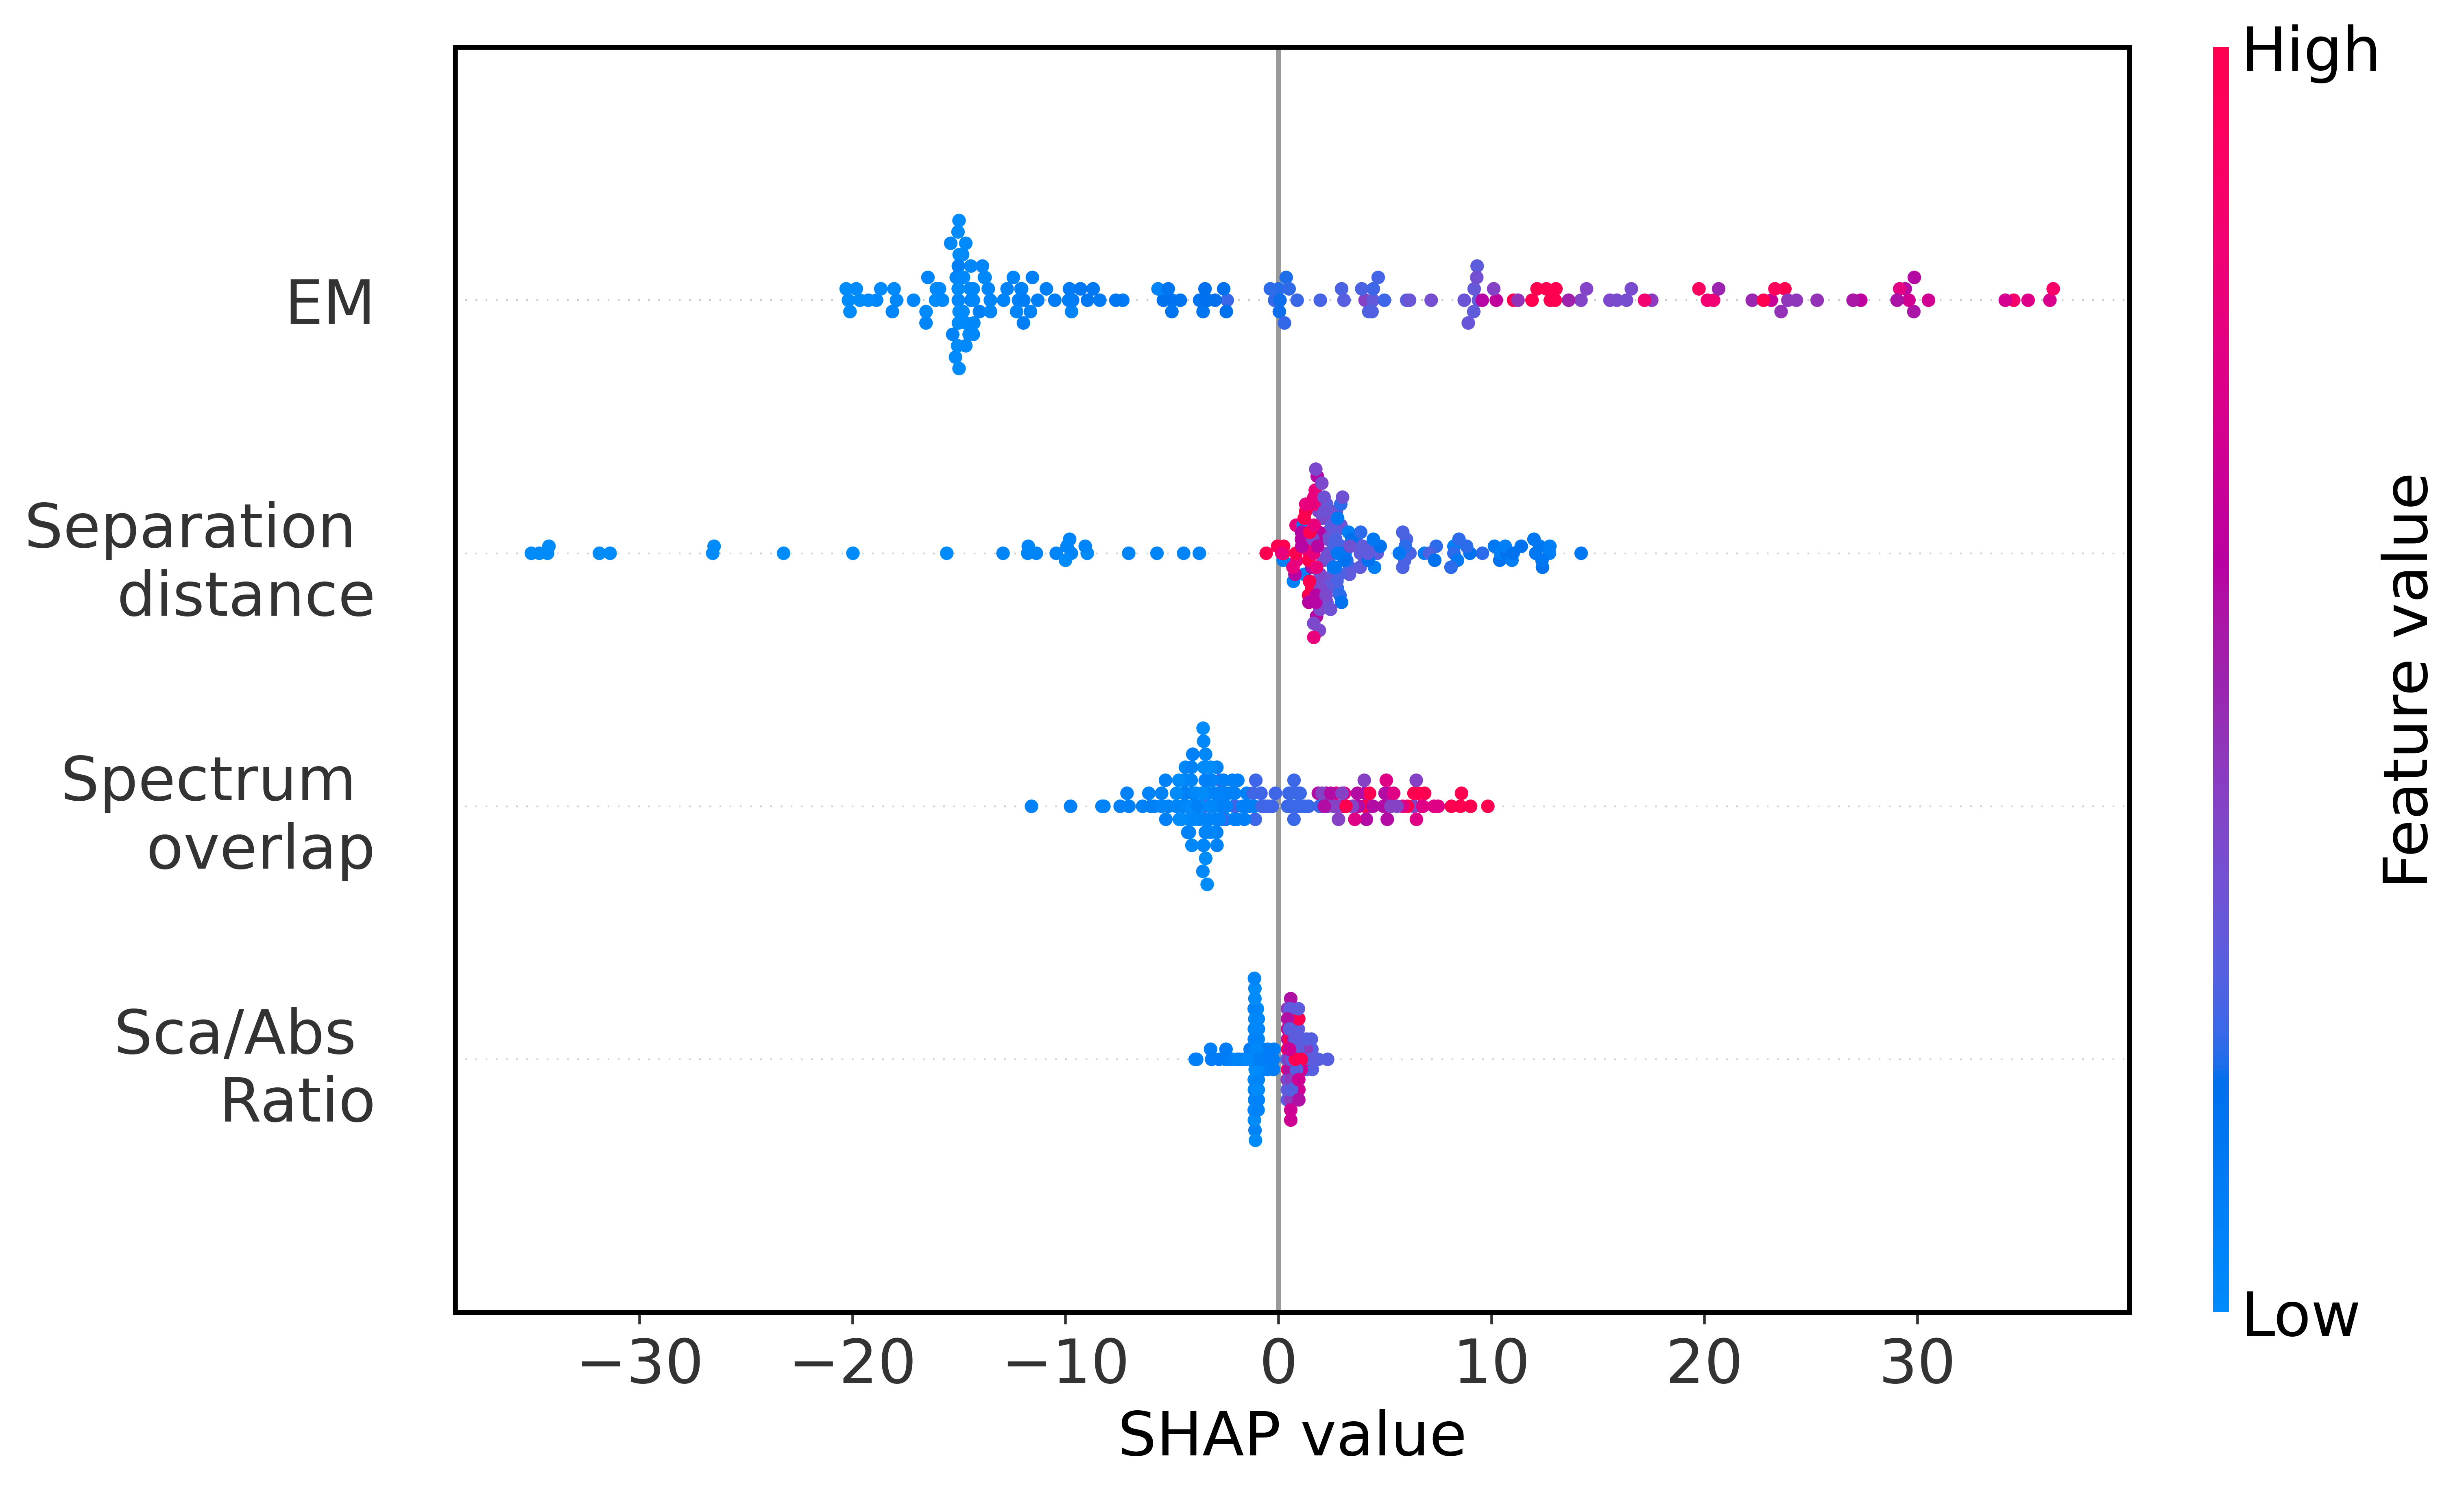 High
EM
Separation
distance
Spectrum
overlap
Sca/Abs
Ratio
Feature value
Low
−30 −20 −10 0 10 20 30
SHAP value